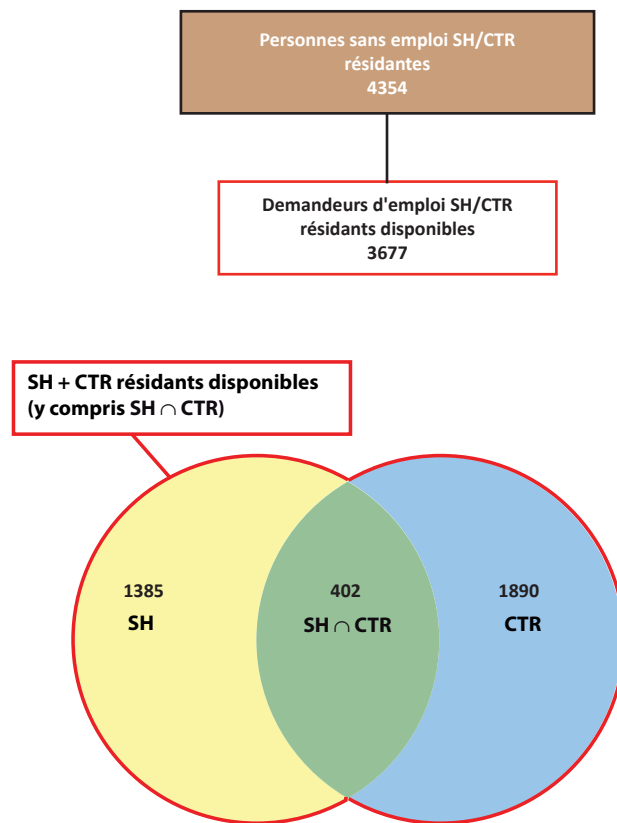 Personnes sans emploi SH/CTR
résidantes
4354
Demandeurs d'emploi SH/CTR
résidants disponibles
3677
SH + CTR résidants disponibles
(y compris SH ∩ CTR)
1385
SH
402
SH ∩ CTR
1890
CTR